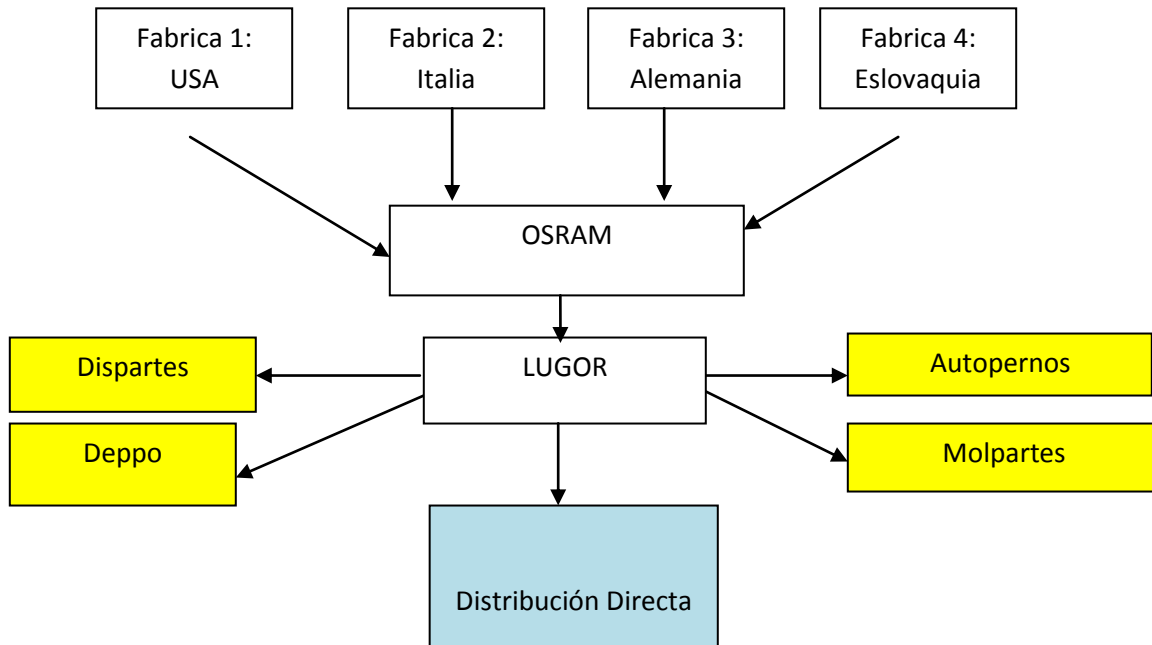 Fabrica 1:
USA
Fabrica 2:
Italia
Fabrica 3:
Alemania
Fabrica 4:
Eslovaquia
OSRAM
LUGOR
Dispartes
Autopernos
Deppo
Molpartes
Distribución Directa